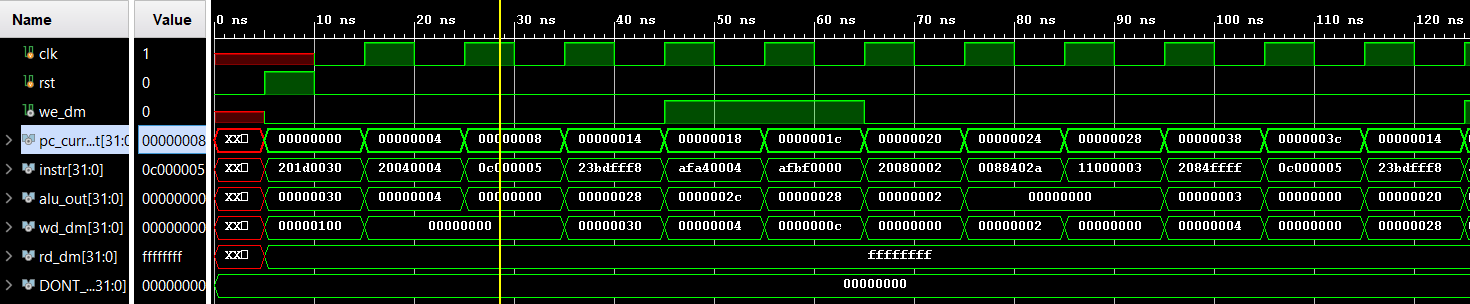 Name Value 0 ns 10 ns 20 ns 30 ns 40 ns 50 ns 60 ns 70 ns 80 ns 90 ns 100 ns 110 ns 120 ns
clk 1
rst 0
we_dm 0
pc_curr...t[31:0 00000008 XX 00000000 00000004 00000008 00000014 00000018 0000001c 00000020 00000024 00000028 00000038 0000003c 00000014
instr[31:0] 0c000005 XX 201d0030 20040004 0c000005 23bdfff8 afa40004 afbf0000 20080002 0088402a 11000003 2084ffff 0c000005 23bdfff8
alu_out[31:0] 00000000 XX 00000030 00000004 00000000 00000028 0000002c 00000028 00000002 00000000 00000003 00000000 00000020
wd_dm[31:0] 00000000 XX 00000100 00000000 00000030 00000004 0000000c 00000000 00000002 00000000 00000004 00000000 00000028
rd_dm[31:0] ffffffff XX ffffffff
DONT_...31:0] 00000000 00000000